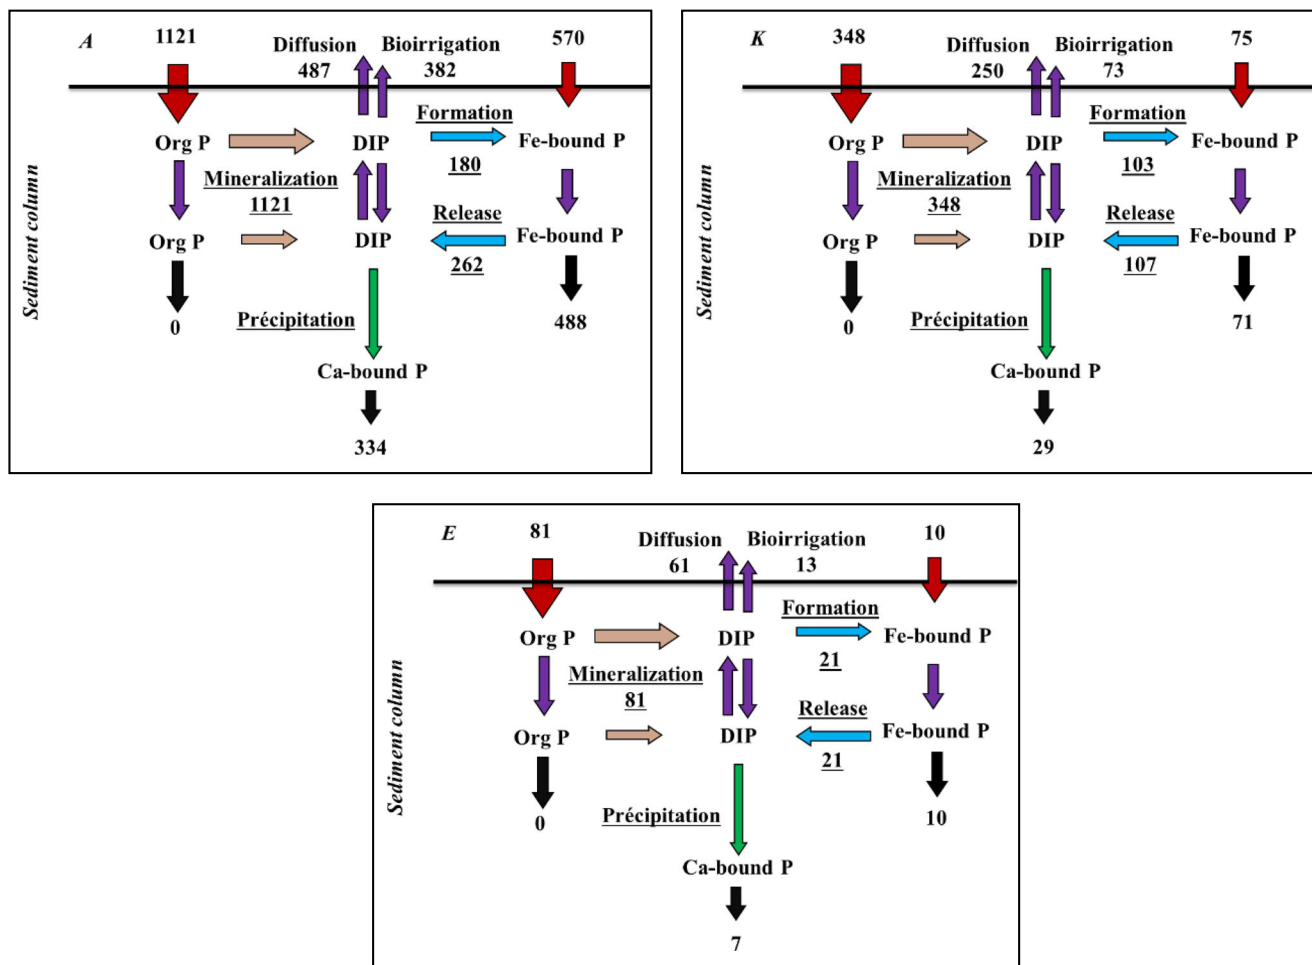 A
1121
Diffusion
487
Bioirrigation
382
570
Formation
Org P
DIP
180
Fe-bound P
Mineralization
1121
Release
Org P
DIP
262
Fe-bound P
0
Précipitation
488
Ca-bound P
334
Sediment column
K
348
Diffusion
250
Bioirrigation
73
75
Formation
Org P
DIP
103
Fe-bound P
Mineralization
348
Release
Org P
DIP
107
Fe-bound P
0
Précipitation
71
Ca-bound P
29
Sediment column
E
81
Diffusion
61
Bioirrigation
13
10
Formation
Org P
DIP
21
Fe-bound P
Mineralization
81
Release
Org P
DIP
21
Fe-bound P
0
Précipitation
10
Ca-bound P
7
Sediment column